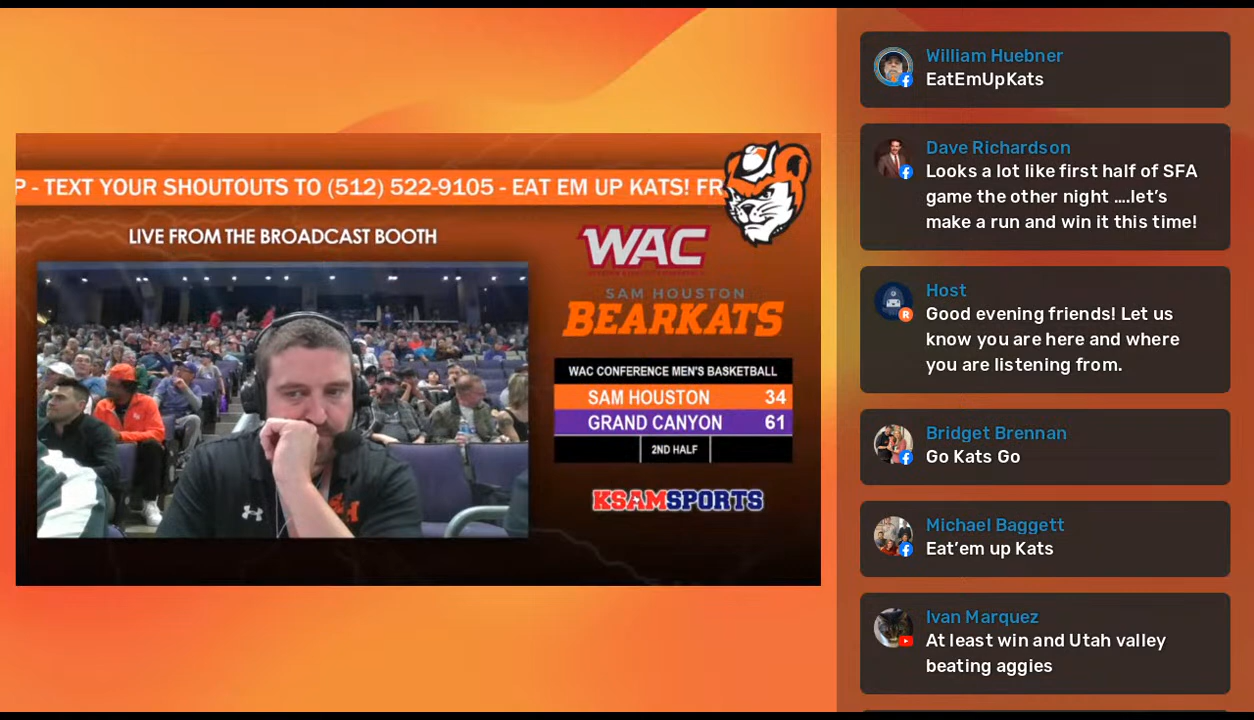 P - TEXT YOUR SHOUTOUTS TO (512) 522-9105 - EAT EM UP KATS! FR
LIVE FROM THE BROADCAST BOOTH
WAC
SAM HOUSTON
BEARKATS
WAC CONFERENCE MEN'S BASKETBALL
SAM HOUSTON 34
GRAND CANYON 61
2ND HALF
KSAMSPORTS
William Huebner
EatEmUpKats
Dave Richardson
Looks a lot like first half of SFA
game the other night ....let's
make a run and win it this time!
Host
Good evening friends! Let us
know you are here and where
you are listening from.
Bridget Brennan
Go Kats Go
Michael Baggett
Eat'em up Kats
Ivan Marquez
At least win and Utah valley
beating aggies